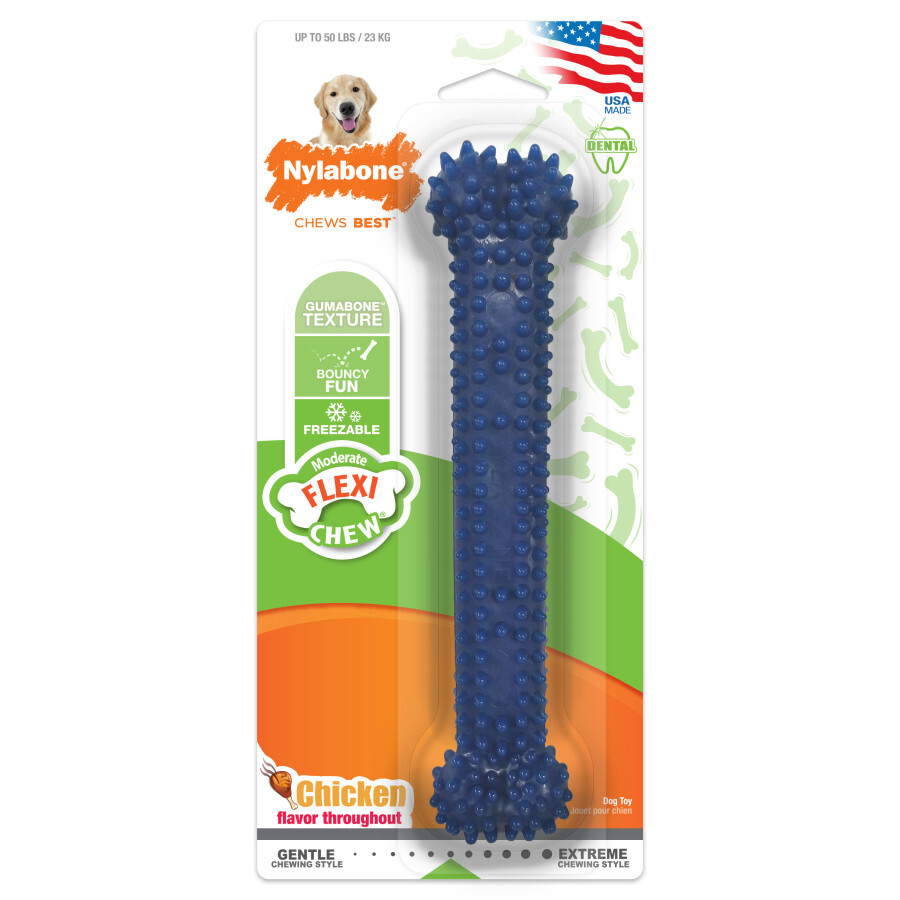 UP TO 50 LBS / 23 KG
USA
MADE
DENTAL
Nylabone®
CHEWS BEST™
GUMABONE™
TEXTURE
BOUNCY
FUN
FREEZABLE
Moderate
FLEXI
CHEW®
Chicken
flavor throughout
Dog Toy
Jouet pour chien
GENTLE
CHEWING STYLE
EXTREME
CHEWING STYLE